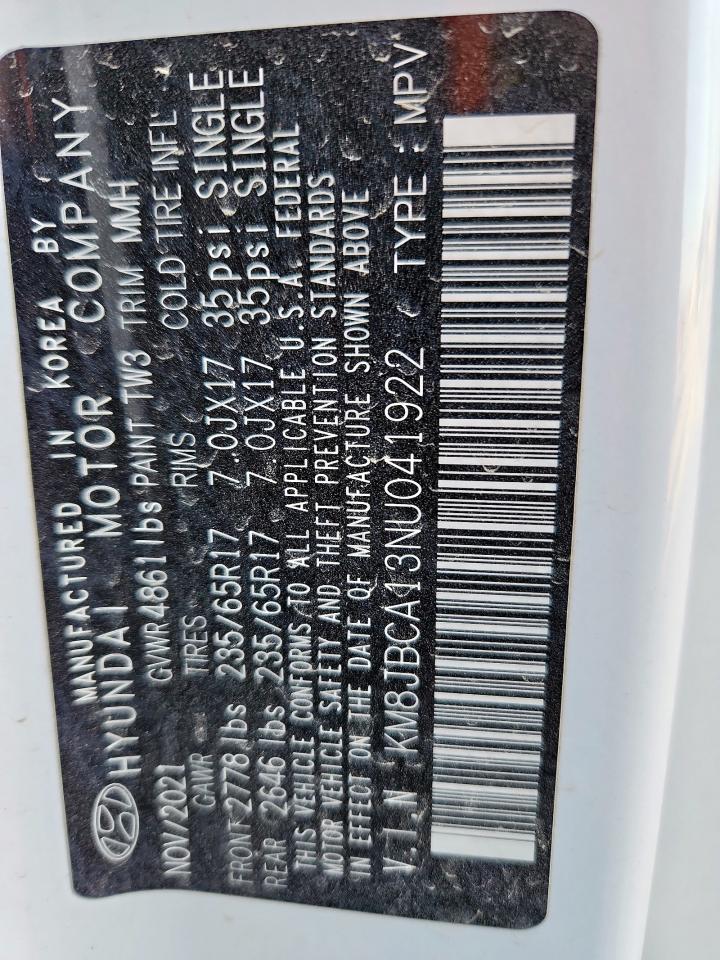 MANUFACTURED IN KOREA BY
HYUNDAI MOTOR COMPANY
NOV/2021 GVWR 4861 lbs PAINT TW3 TRIM MMH
GAWR TIRES RIMS COLD TIRE INFL
FRONT 2778 lbs 235/65R17 7.0JX17 35psi SINGLE
REAR 2646 lbs 235/65R17 7.0JX17 35psi SINGLE
THIS VEHICLE CONFORMS TO ALL APPLICABLE U.S.A. FEDERAL
MOTOR VEHICLE SAFETY AND THEFT PREVENTION STANDARDS
IN EFFECT ON THE DATE OF MANUFACTURE SHOWN ABOVE
V.I.N KM8JBCA13NU041922 TYPE : MPV